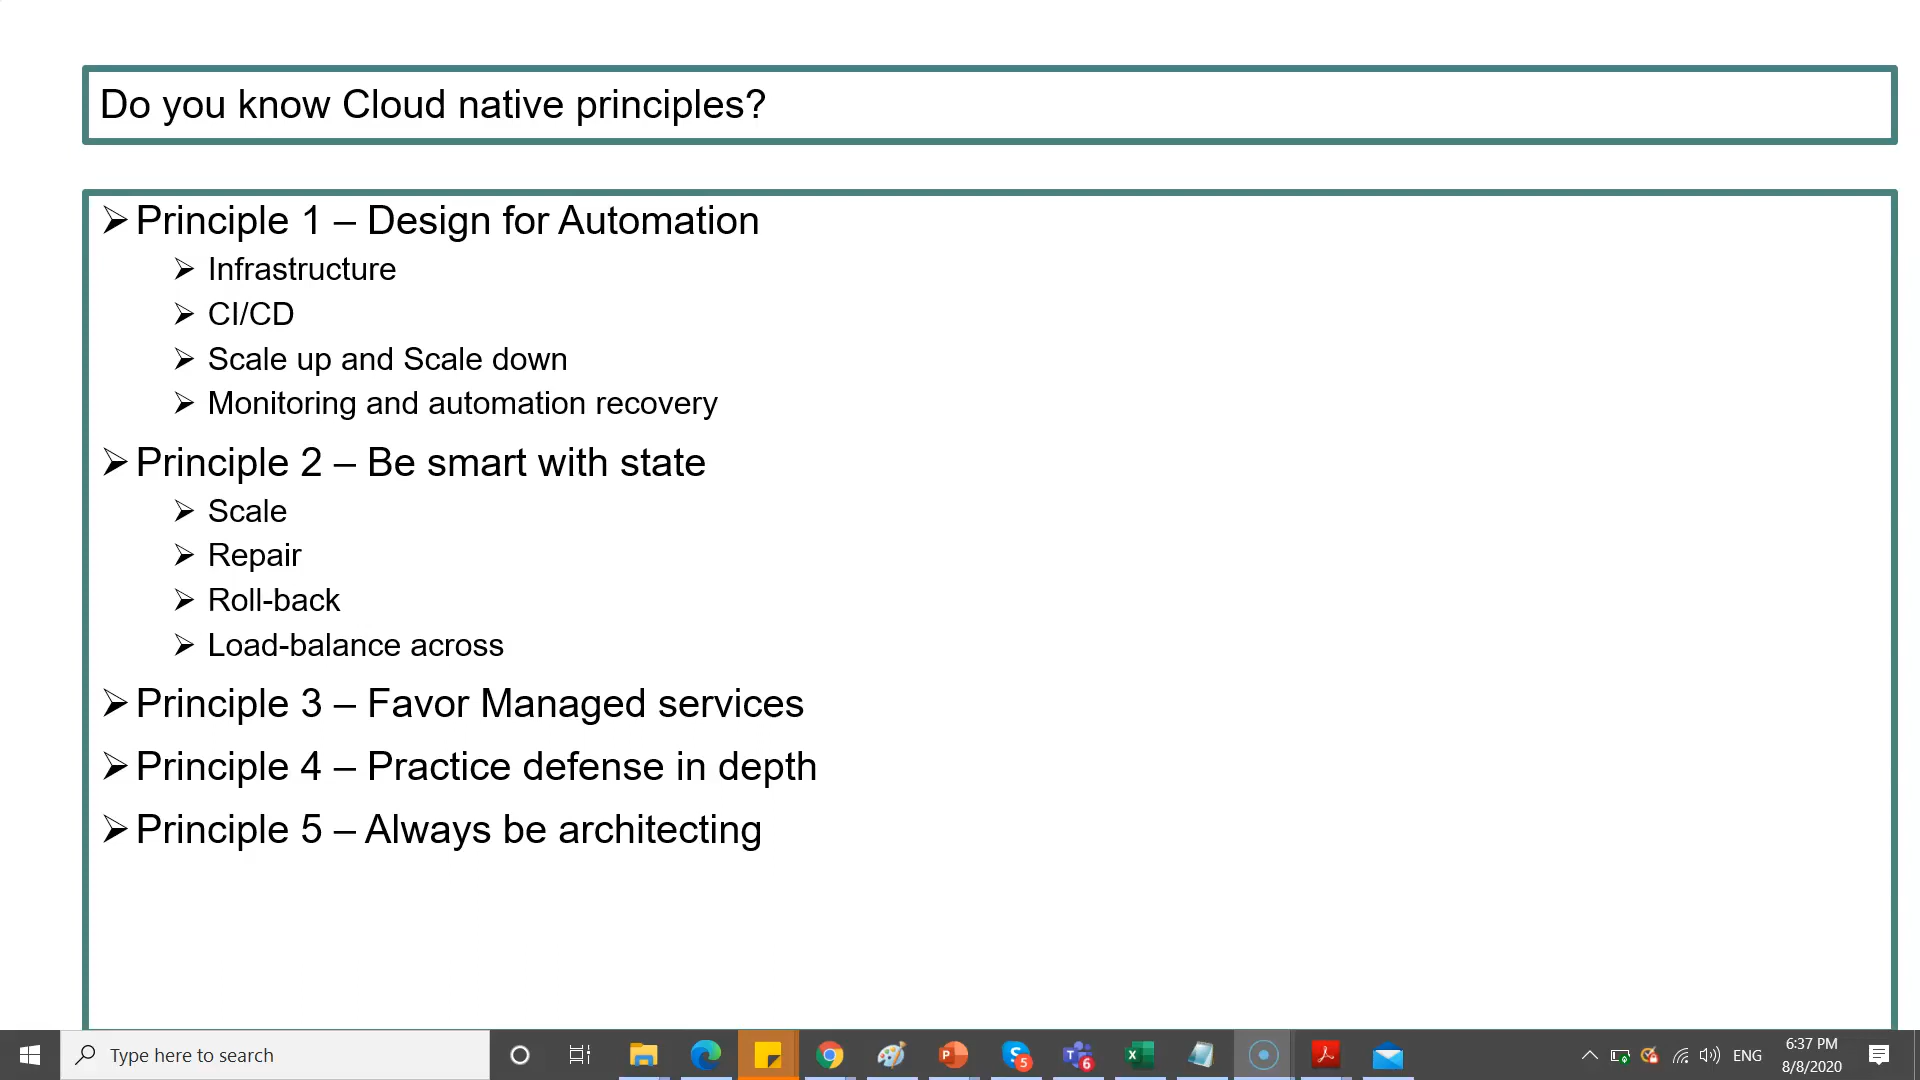 Do you know Cloud native principles?
Principle 1 – Design for Automation
Infrastructure
CI/CD
Scale up and Scale down
Monitoring and automation recovery
Principle 2 – Be smart with state
Scale
Repair
Roll-back
Load-balance across
Principle 3 – Favor Managed services
Principle 4 – Practice defense in depth
Principle 5 – Always be architecting
Type here to search
P
S
5
T
6
X
ENG
6:37 PM
8/8/2020